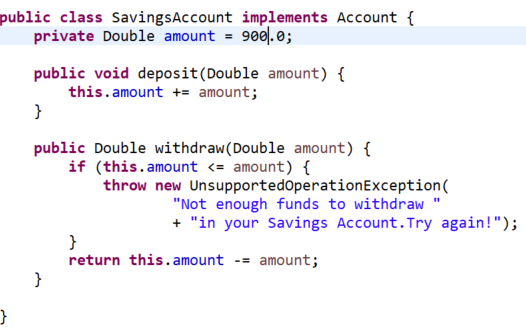 public class SavingsAccount implements Account {
private Double amount = 900.0;
public void deposit(Double amount) {
this.amount += amount;
}
public Double withdraw(Double amount) {
if (this.amount <= amount) {
throw new UnsupportedOperationException(
"Not enough funds to withdraw "
+ "in your Savings Account.Try again!");
}
return this.amount -= amount;
}
}